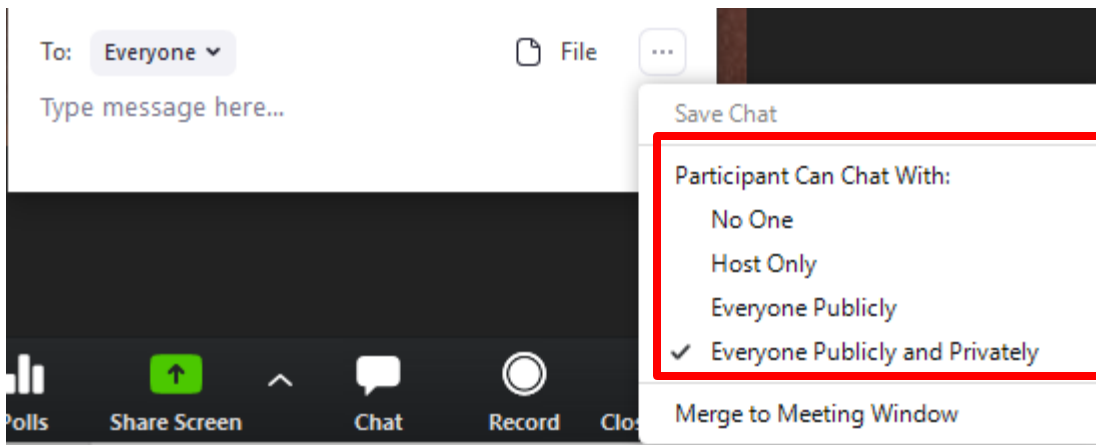 To: Everyone File ...
Type message here...
Save Chat
Participant Can Chat With:
No One
Host Only
Everyone Publicly
Everyone Publicly and Privately
Merge to Meeting Window
Polls Share Screen Chat Record Clos